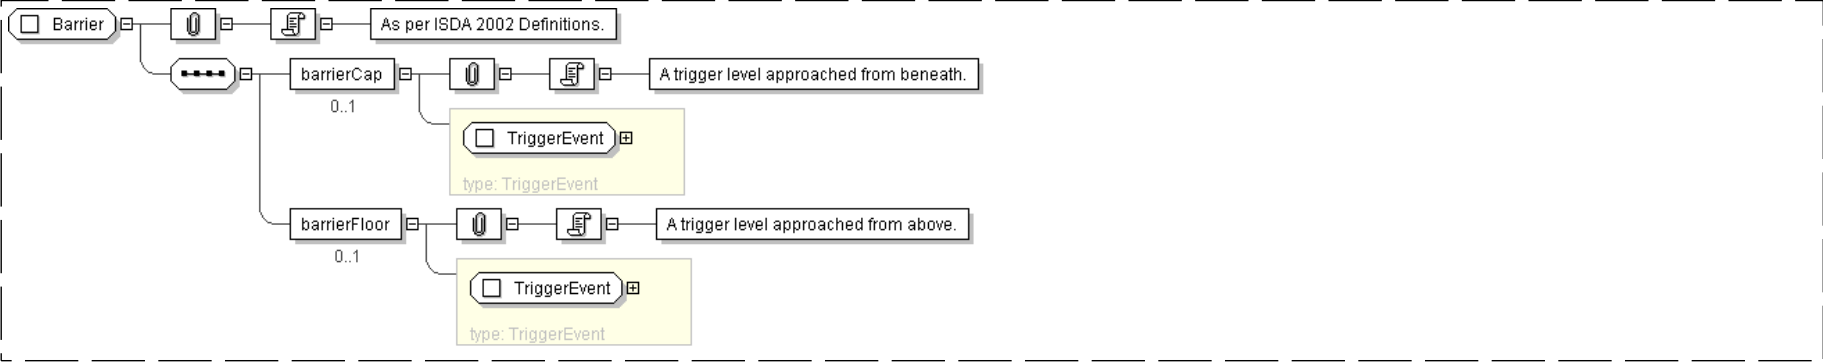 Barrier
As per ISDA 2002 Definitions.
barrierCap
A trigger level approached from beneath.
0..1
TriggerEvent
type: TriggerEvent
barrierFloor
A trigger level approached from above.
0..1
TriggerEvent
type: TriggerEvent